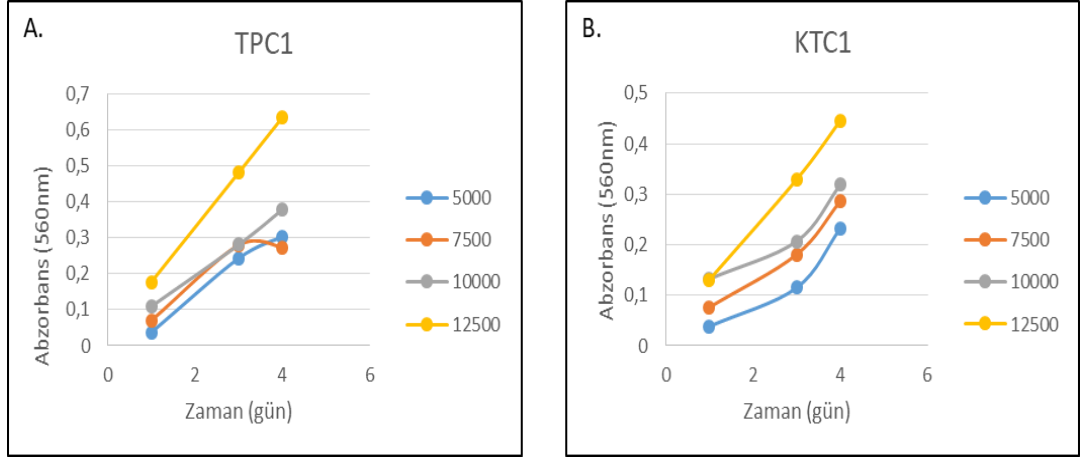 A.
TPC1
Abzorbans (560nm)
0,7
0,6
0,5
0,4
0,3
0,2
0,1
0
0 2 4 6
Zaman (gün)
5000
7500
10000
12500
B.
KTC1
Abzorbans (560nm)
0,5
0,4
0,3
0,2
0,1
0
0 2 4 6
Zaman (gün)
5000
7500
10000
12500